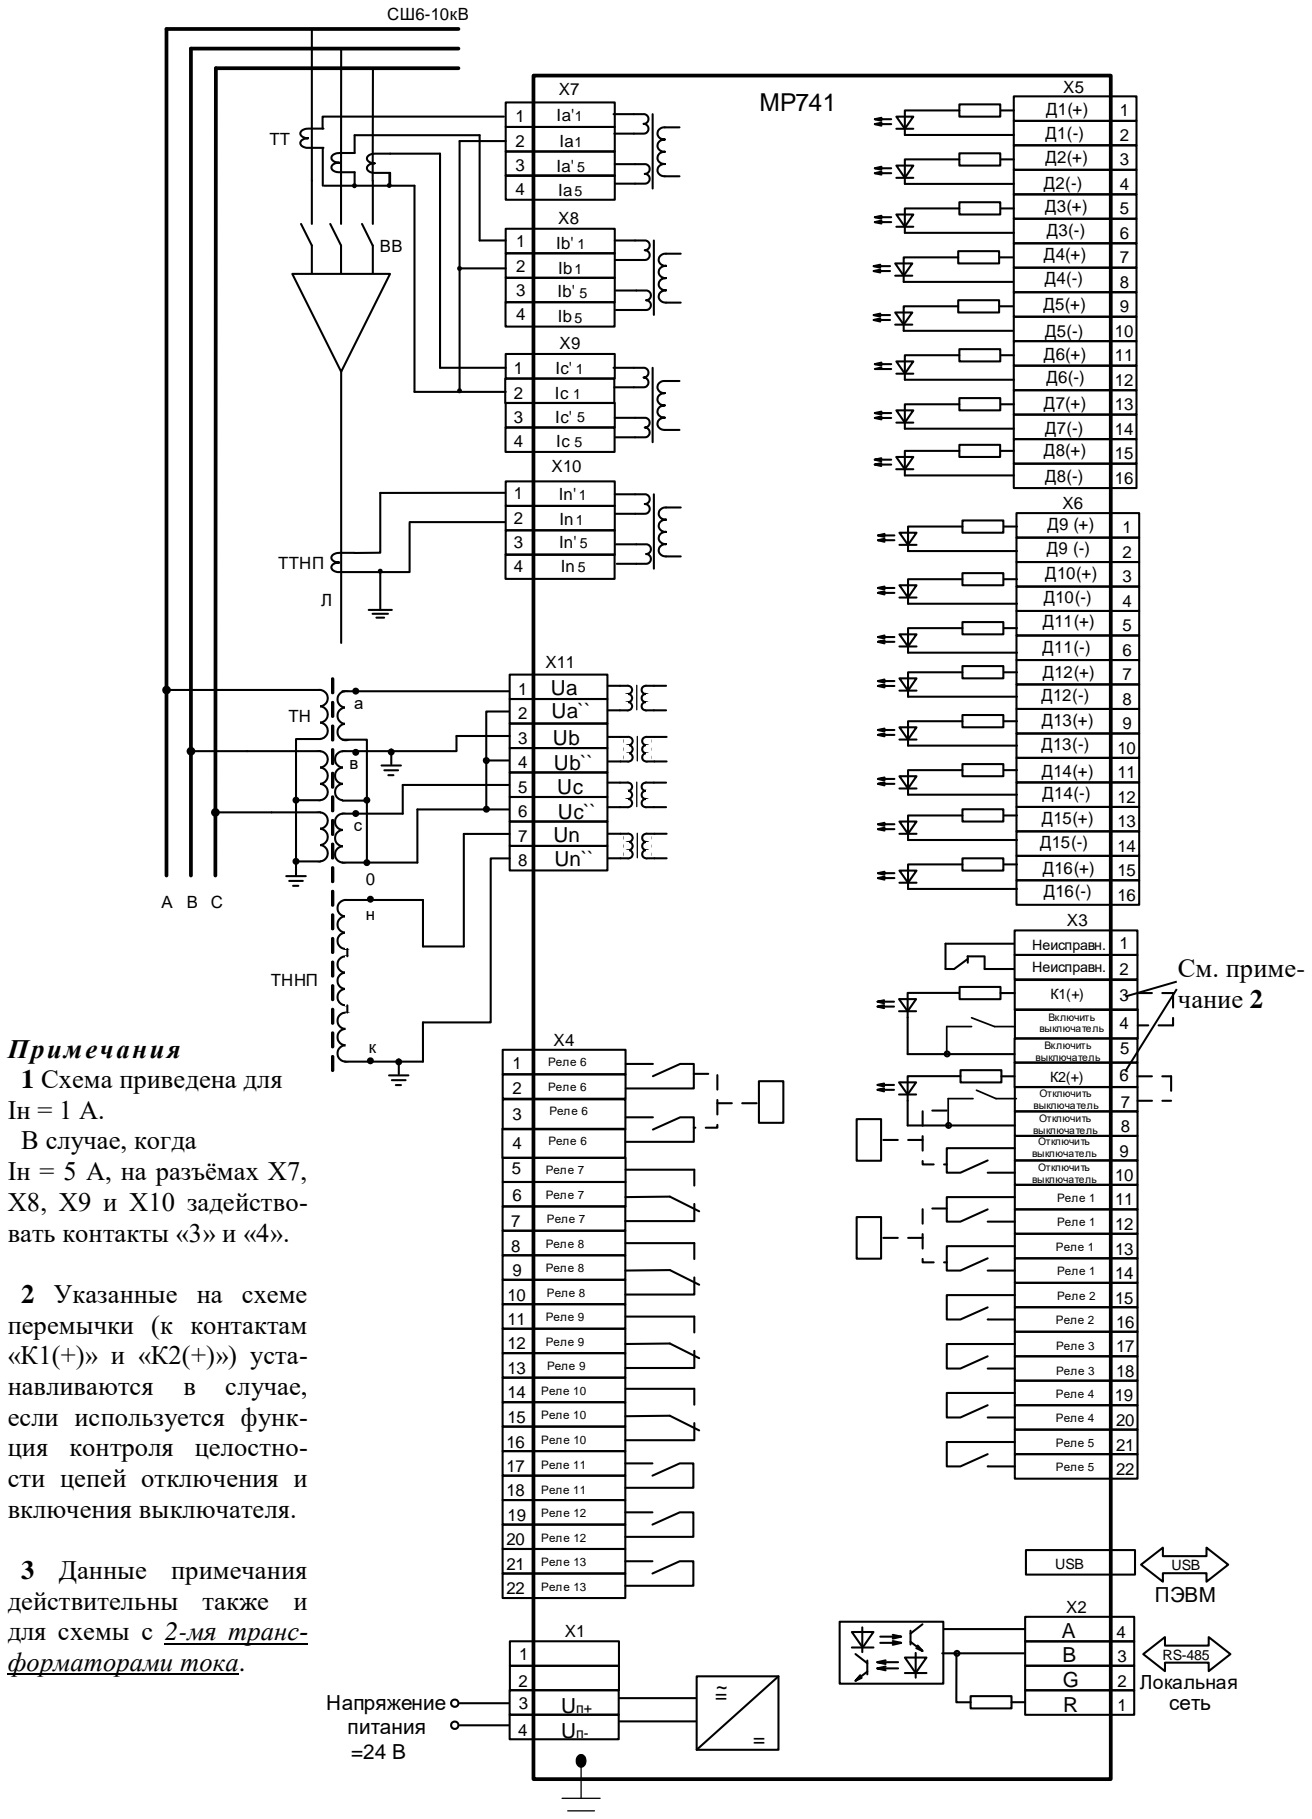 СШ6-10кВ
МР741
ТТ
ВВ
ТТНП
Л
ТН
а
в
с
0
А В С
н
ТННП
к
X7
1 Ia'1
2 Ia1
3 Ia'5
4 Ia5
X8
1 Ib'1
2 Ib1
3 Ib'5
4 Ib5
X9
1 Ic'1
2 Ic1
3 Ic'5
4 Ic5
X10
1 In'1
2 In1
3 In'5
4 In5
X11
1 Ua
2 Ua``
3 Ub
4 Ub``
5 Uc
6 Uc``
7 Un
8 Un``
X4
1 Реле 6
2 Реле 6
3 Реле 6
4 Реле 6
5 Реле 7
6 Реле 7
7 Реле 7
8 Реле 8
9 Реле 8
10 Реле 8
11 Реле 9
12 Реле 9
13 Реле 9
14 Реле 10
15 Реле 10
16 Реле 10
17 Реле 11
18 Реле 11
19 Реле 12
20 Реле 12
21 Реле 13
22 Реле 13
X1
1
2
3 Uп+
4 Uп-
Напряжение
питания
=24 В
≂
=
X5
Д1(+) 1
Д1(-) 2
Д2(+) 3
Д2(-) 4
Д3(+) 5
Д3(-) 6
Д4(+) 7
Д4(-) 8
Д5(+) 9
Д5(-) 10
Д6(+) 11
Д6(-) 12
Д7(+) 13
Д7(-) 14
Д8(+) 15
Д8(-) 16
X6
Д9 (+) 1
Д9 (-) 2
Д10(+) 3
Д10(-) 4
Д11(+) 5
Д11(-) 6
Д12(+) 7
Д12(-) 8
Д13(+) 9
Д13(-) 10
Д14(+) 11
Д14(-) 12
Д15(+) 13
Д15(-) 14
Д16(+) 15
Д16(-) 16
X3
Неисправн. 1
Неисправн. 2
К1(+) 3
Включить
выключатель 4
Включить
выключатель 5
К2(+) 6
Отключить
выключатель 7
Отключить
выключатель 8
Отключить
выключатель 9
Отключить
выключатель 10
Реле 1 11
Реле 1 12
Реле 1 13
Реле 1 14
Реле 2 15
Реле 2 16
Реле 3 17
Реле 3 18
Реле 4 19
Реле 4 20
Реле 5 21
Реле 5 22
См. приме-
чание 2
USB
USB
ПЭВМ
X2
A 4
B 3
G 2
R 1
RS-485
Локальная
сеть
Примечания
1 Схема приведена для
Iн = 1 А.
В случае, когда
Iн = 5 А, на разъёмах Х7,
Х8, Х9 и Х10 задейство-
вать контакты «3» и «4».
2 Указанные на схеме
перемычки (к контактам
«К1(+)» и «К2(+)») уста-
навливаются в случае,
если используется функ-
ция контроля целостно-
сти цепей отключения и
включения выключателя.
3 Данные примечания
действительны также и
для схемы с 2-мя транс-
форматорами тока.